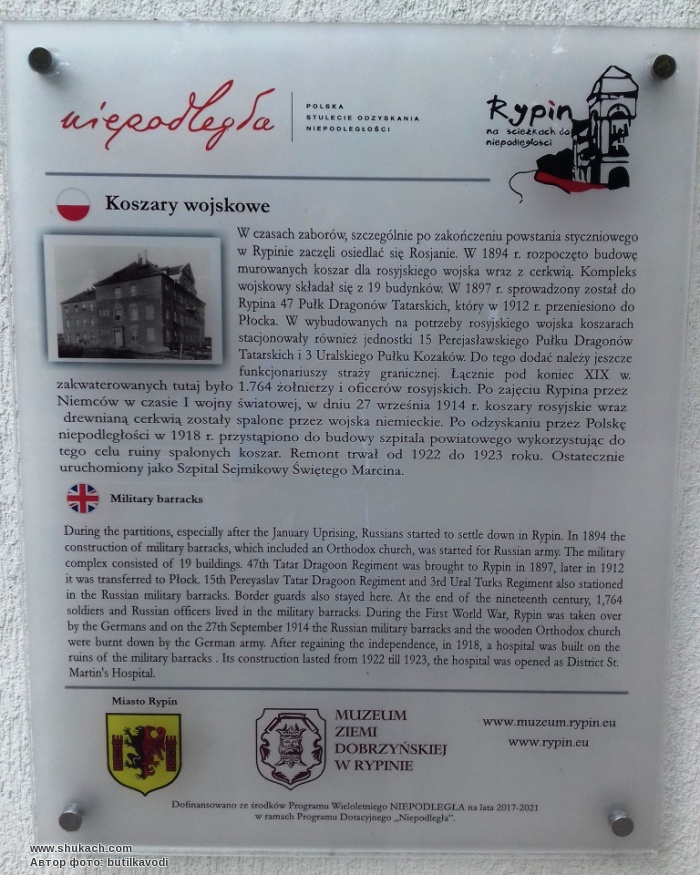 niepodległa
POLSKA
STULECIE ODZYSKANIA
NIEPODLEGŁOŚCI
Rypin
na ścieżkach do
niepodległości
Koszary wojskowe
W czasach zaborów, szczególnie po zakończeniu powstania styczniowego
w Rypinie zaczęli osiedlać się Rosjanie. W 1894 r. rozpoczęto budowę
murowanych koszar dla rosyjskiego wojska wraz z cerkwią. Kompleks
wojskowy składał się z 19 budynków. W 1897 r. sprowadzony został do
Rypina 47 Pułk Dragonów Tatarskich, który w 1912 r. przeniesiono do
Płocka. W wybudowanych na potrzeby rosyjskiego wojska koszarach
stacjonowały również jednostki 15 Perejasławskiego Pułku Dragonów
Tatarskich i 3 Uralskiego Pułku Kozaków. Do tego dodać należy jeszcze
funkcjonariuszy straży granicznej. Łącznie pod koniec XIX w.
zakwaterowanych tutaj było 1.764 żołnierzy i oficerów rosyjskich. Po zajęciu Rypina przez
Niemców w czasie I wojny światowej, w dniu 27 września 1914 r. koszary rosyjskie wraz
drewnianą cerkwią zostały spalone przez wojska niemieckie. Po odzyskaniu przez Polskę
niepodległości w 1918 r. przystąpiono do budowy szpitala powiatowego wykorzystując do
tego celu ruiny spalonych koszar. Remont trwał od 1922 do 1923 roku. Ostatecznie
uruchomiony jako Szpital Sejmikowy Świętego Marcina.
Military barracks
During the partitions, especially after the January Uprising, Russians started to settle down in Rypin. In 1894 the
construction of military barracks, which included an Orthodox church, was started for Russian army. The military
complex consisted of 19 buildings. 47th Tatar Dragoon Regiment was brought to Rypin in 1897, later in 1912
it was transferred to Płock. 15th Pereyaslav Tatar Dragoon Regiment and 3rd Ural Turks Regiment also stationed
in the Russian military barracks. Border guards also stayed here. At the end of the nineteenth century, 1,764
soldiers and Russian officers lived in the military barracks. During the First World War, Rypin was taken over
by the Germans and on the 27th September 1914 the Russian military barracks and the wooden Orthodox church
were burnt down by the German army. After regaining the independence, in 1918, a hospital was built on the
ruins of the military barracks . Its construction lasted from 1922 till 1923, the hospital was opened as District St.
Martin's Hospital.
Miasto Rypin
MUZEUM
ZIEMI
DOBRZYŃSKIEJ
W RYPINIE
www.muzeum.rypin.eu
www.rypin.eu
Dofinansowano ze środków Programu Wieloletniego NIEPODLEGŁA na lata 2017-2021
w ramach Programu Dotacyjnego „Niepodległa”.
www.shukach.com
Автор фото: butilkavodi